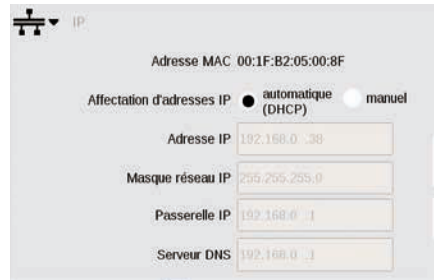 IP
Adresse MAC 00:1F:B2:05:00:8F
Affectation d'adresses IP automatique (DHCP) manuel
Adresse IP 192.168.0 .38
Masque réseau IP 255.255.255.0
Passerelle IP 192.168.0 .1
Serveur DNS 192.168.0 .1